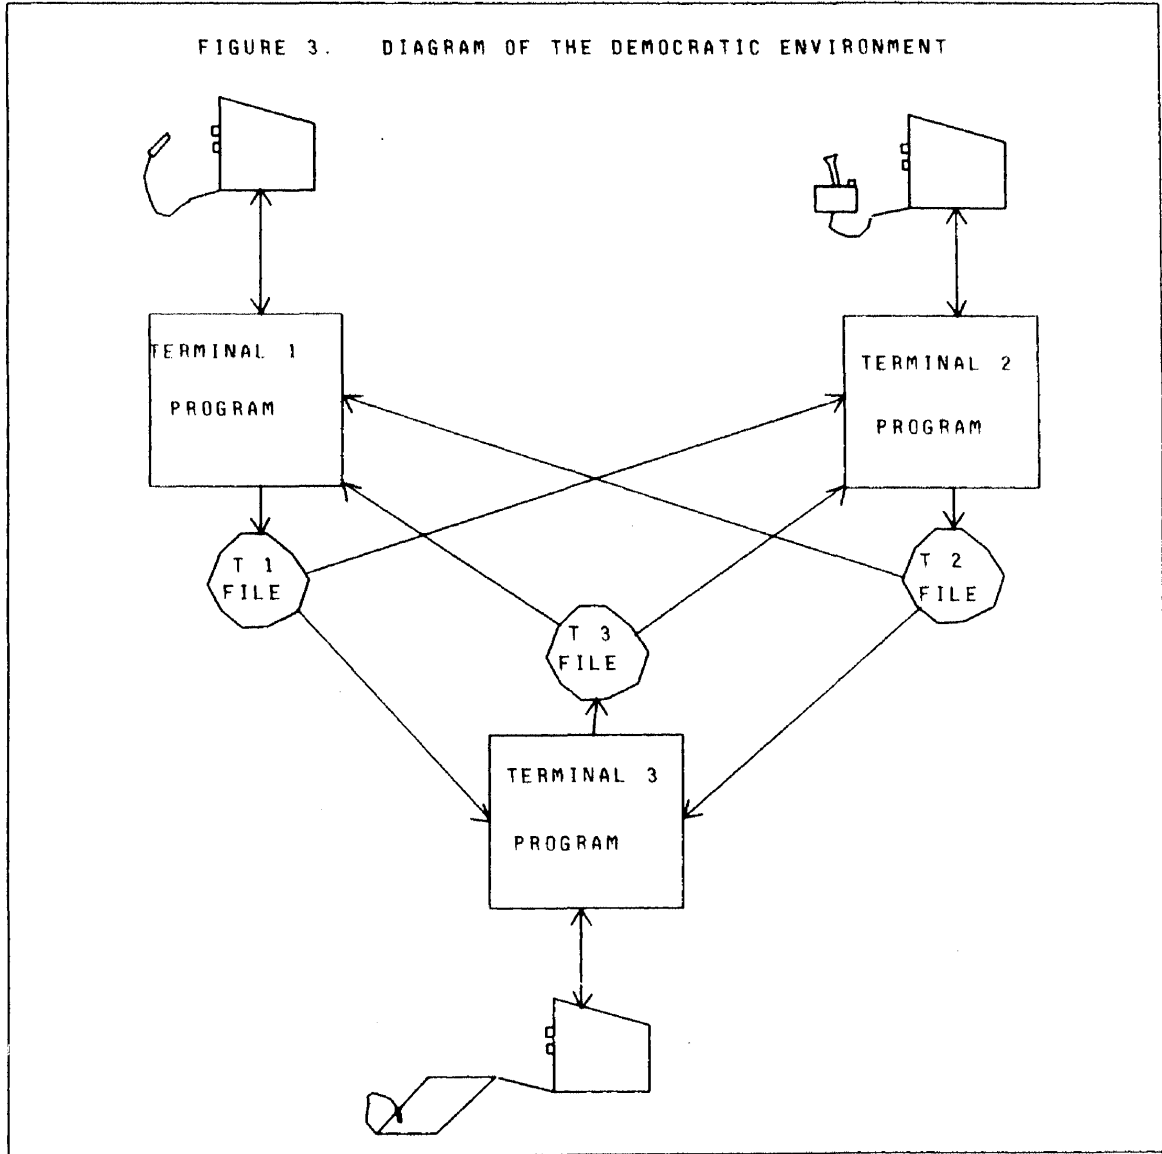 FIGURE 3. DIAGRAM OF THE DEMOCRATIC ENVIRONMENT
TERMINAL 1
PROGRAM
TERMINAL 2
PROGRAM
T 1
FILE
T 2
FILE
T 3
FILE
TERMINAL 3
PROGRAM